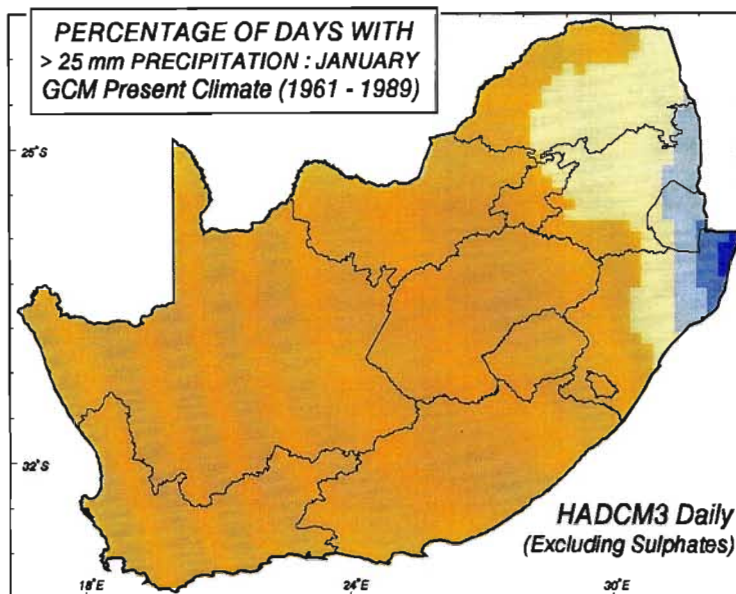 PERCENTAGE OF DAYS WITH
> 25 mm PRECIPITATION : JANUARY
GCM Present Climate (1961 - 1989)
25°S
32°S
HADCM3 Daily
(Excluding Sulphates)
18°E
24°E
30°E